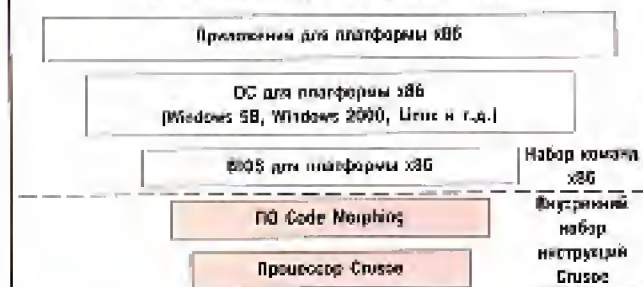 Приложения для платформы x86
ОС для платформы x86
(Windows 98, Windows 2000, Linux и т.д.)
BIOS для платформы x86
Набор команд
x86
ПО Code Morphing
Внутренний
набор
инструкций
Crusoe
Процессор Crusoe